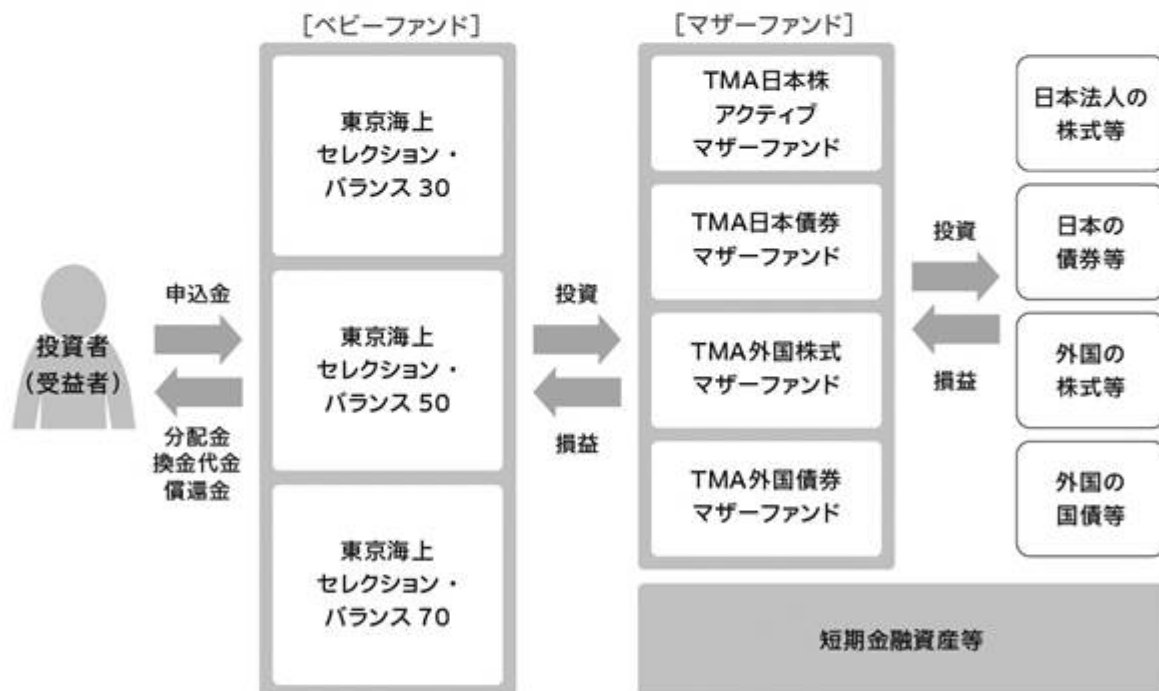 ［ベビーファンド］
東京海上
セレクション・
バランス 30
東京海上
セレクション・
バランス 50
東京海上
セレクション・
バランス 70
［マザーファンド］
TMA日本株
アクティブ
マザーファンド
TMA日本債券
マザーファンド
TMA外国株式
マザーファンド
TMA外国債券
マザーファンド
日本法人の
株式等
日本の
債券等
外国の
株式等
外国の
国債等
投資者
（受益者）
申込金
分配金
換金代金
償還金
投資
損益
投資
損益
短期金融資産等